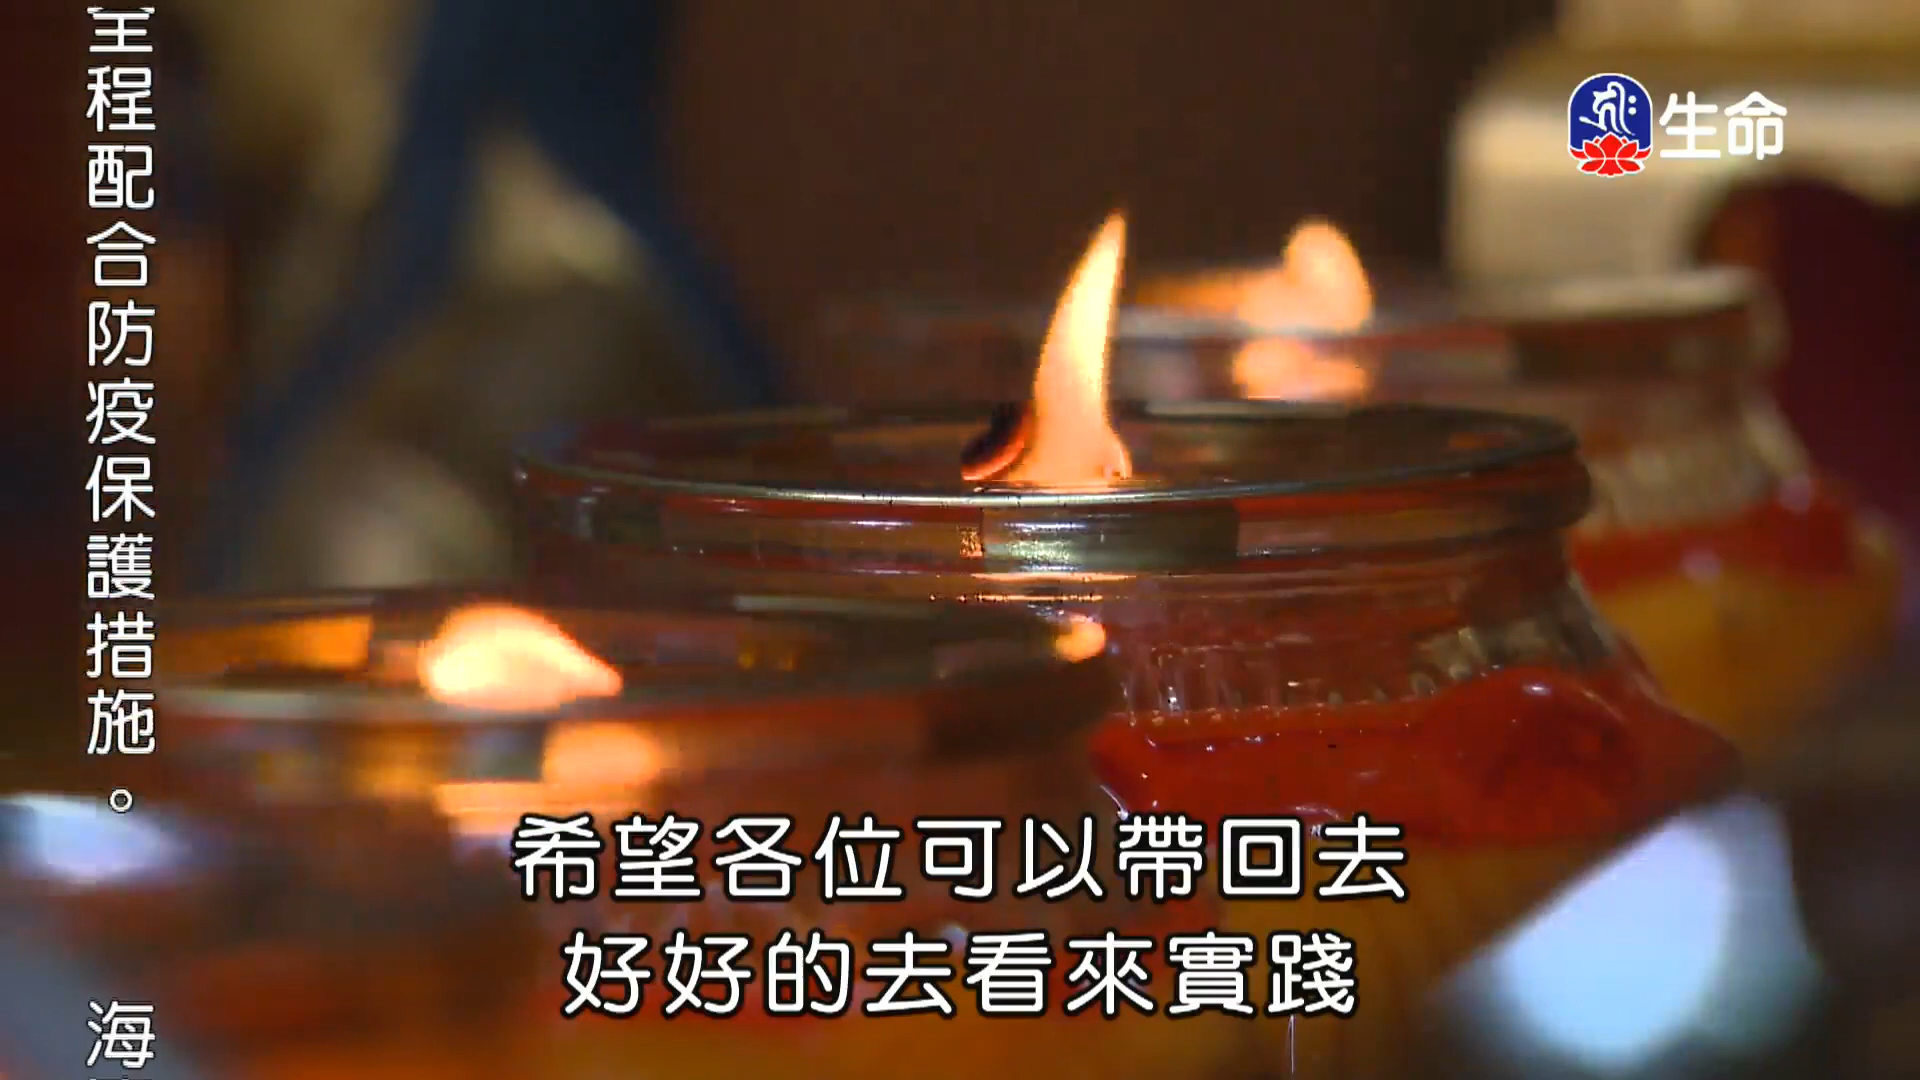 全程配合防疫保護措施。 海
生命
希望各位可以帶回去
好好的去看來實踐